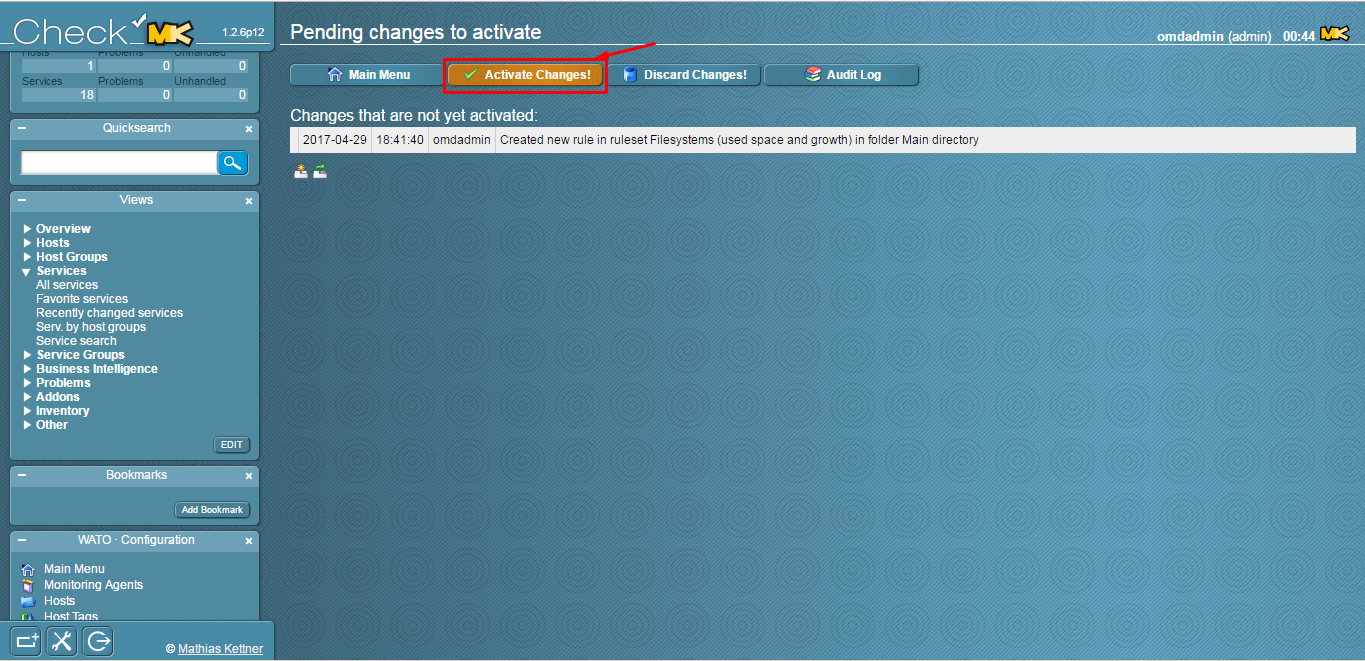 Check MK 1.2.6p12
Hosts Problems Unhandled
1 0 0
Services Problems Unhandled
18 0 0
Quicksearch
Views
Overview
Hosts
Host Groups
Services
All services
Favorite services
Recently changed services
Serv. by host groups
Service search
Service Groups
Business Intelligence
Problems
Addons
Inventory
Other
EDIT
Bookmarks
Add Bookmark
WATO · Configuration
Main Menu
Monitoring Agents
Hosts
Host Tags
© Mathias Kettner
Pending changes to activate
omdadmin (admin) 00:44 MK
Main Menu Activate Changes! Discard Changes! Audit Log
Changes that are not yet activated:
2017-04-29 18:41:40 omdadmin Created new rule in ruleset Filesystems (used space and growth) in folder Main directory